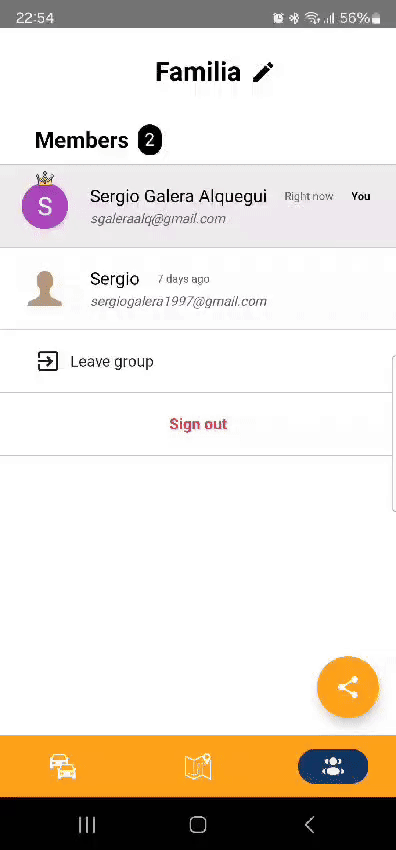 22:54 56%
Familia
Members 2
S Sergio Galera Alquegui Right now You
sgaleraalq@gmail.com
Sergio 7 days ago
sergiogalera1997@gmail.com
Leave group
Sign out